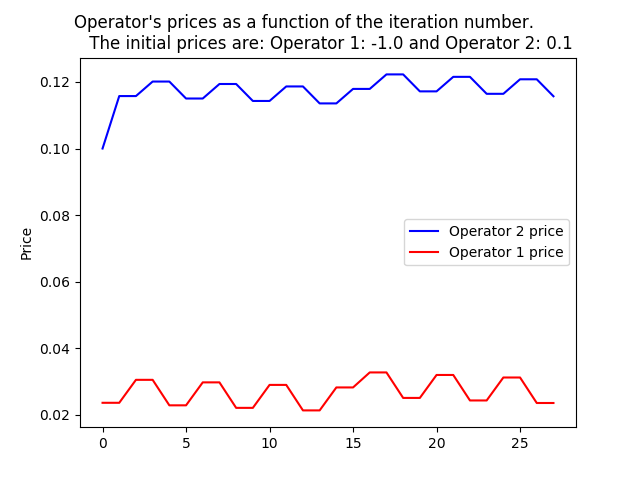 Operator's prices as a function of the iteration number.
The initial prices are: Operator 1: -1.0 and Operator 2: 0.1
0.12
0.10
0.08
0.06
0.04
0.02
Price
Operator 2 price
Operator 1 price
0 5 10 15 20 25